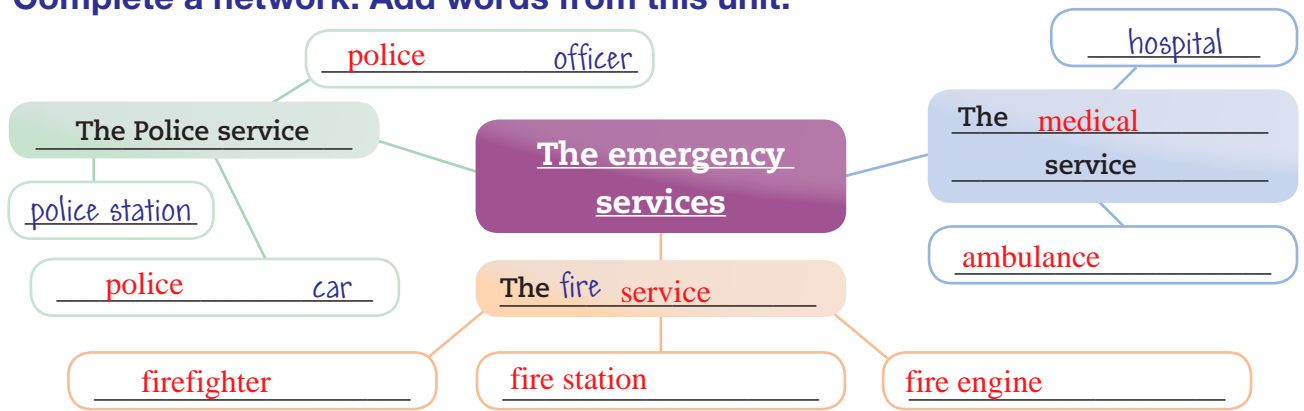 Complete a network. Add words from this unit.
police officer
hospital
The Police service
The emergency
services
The medical
service
police station
ambulance
police car
The fire service
firefighter
fire station
fire engine